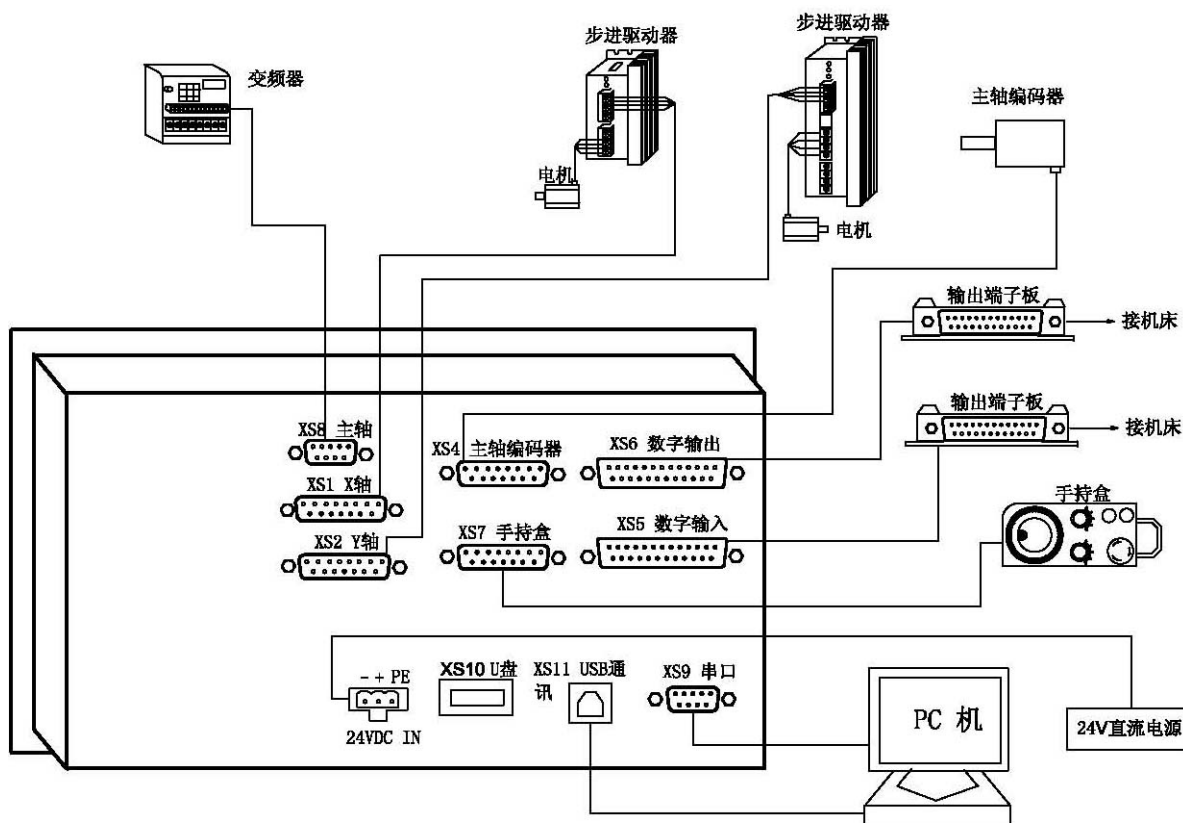 步进驱动器
步进驱动器
变频器
主轴编码器
电机
电机
输出端子板
接机床
输出端子板
接机床
XS8 主轴
XS4 主轴编码器
XS6 数字输出
XS1 X轴
手持盒
XS2 Y轴
XS7 手持盒
XS5 数字输入
- + PE
24VDC IN
XS10 U盘
XS11 USB通
讯
XS9 串口
PC 机
24V直流电源